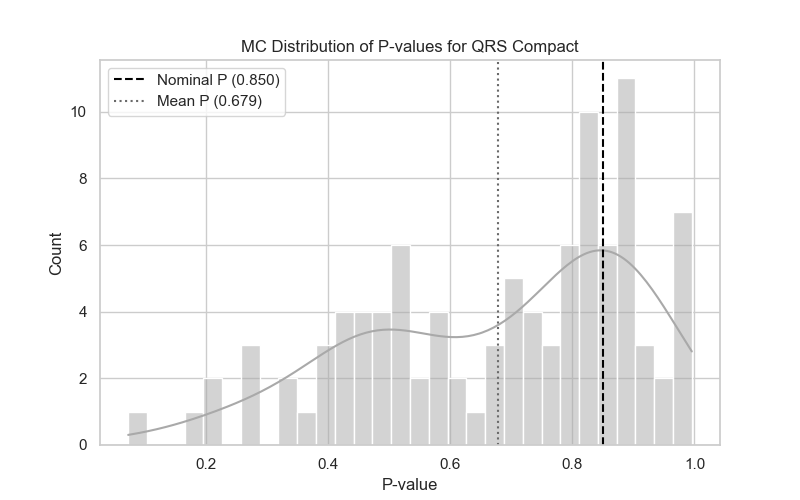 MC Distribution of P-values for QRS Compact
Nominal P (0.850)
Mean P (0.679)
Count
10
8
6
4
2
0
0.2 0.4 0.6 0.8 1.0
P-value